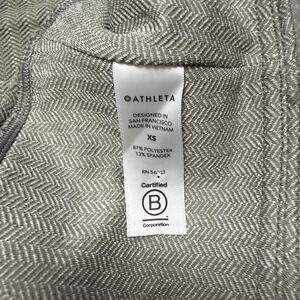 ATHLETA
DESIGNED IN
SAN FRANCISCO
MADE IN VIETNAM
XS
87% POLYESTER
13% SPANDEX
RN
Certified
B
Corporation